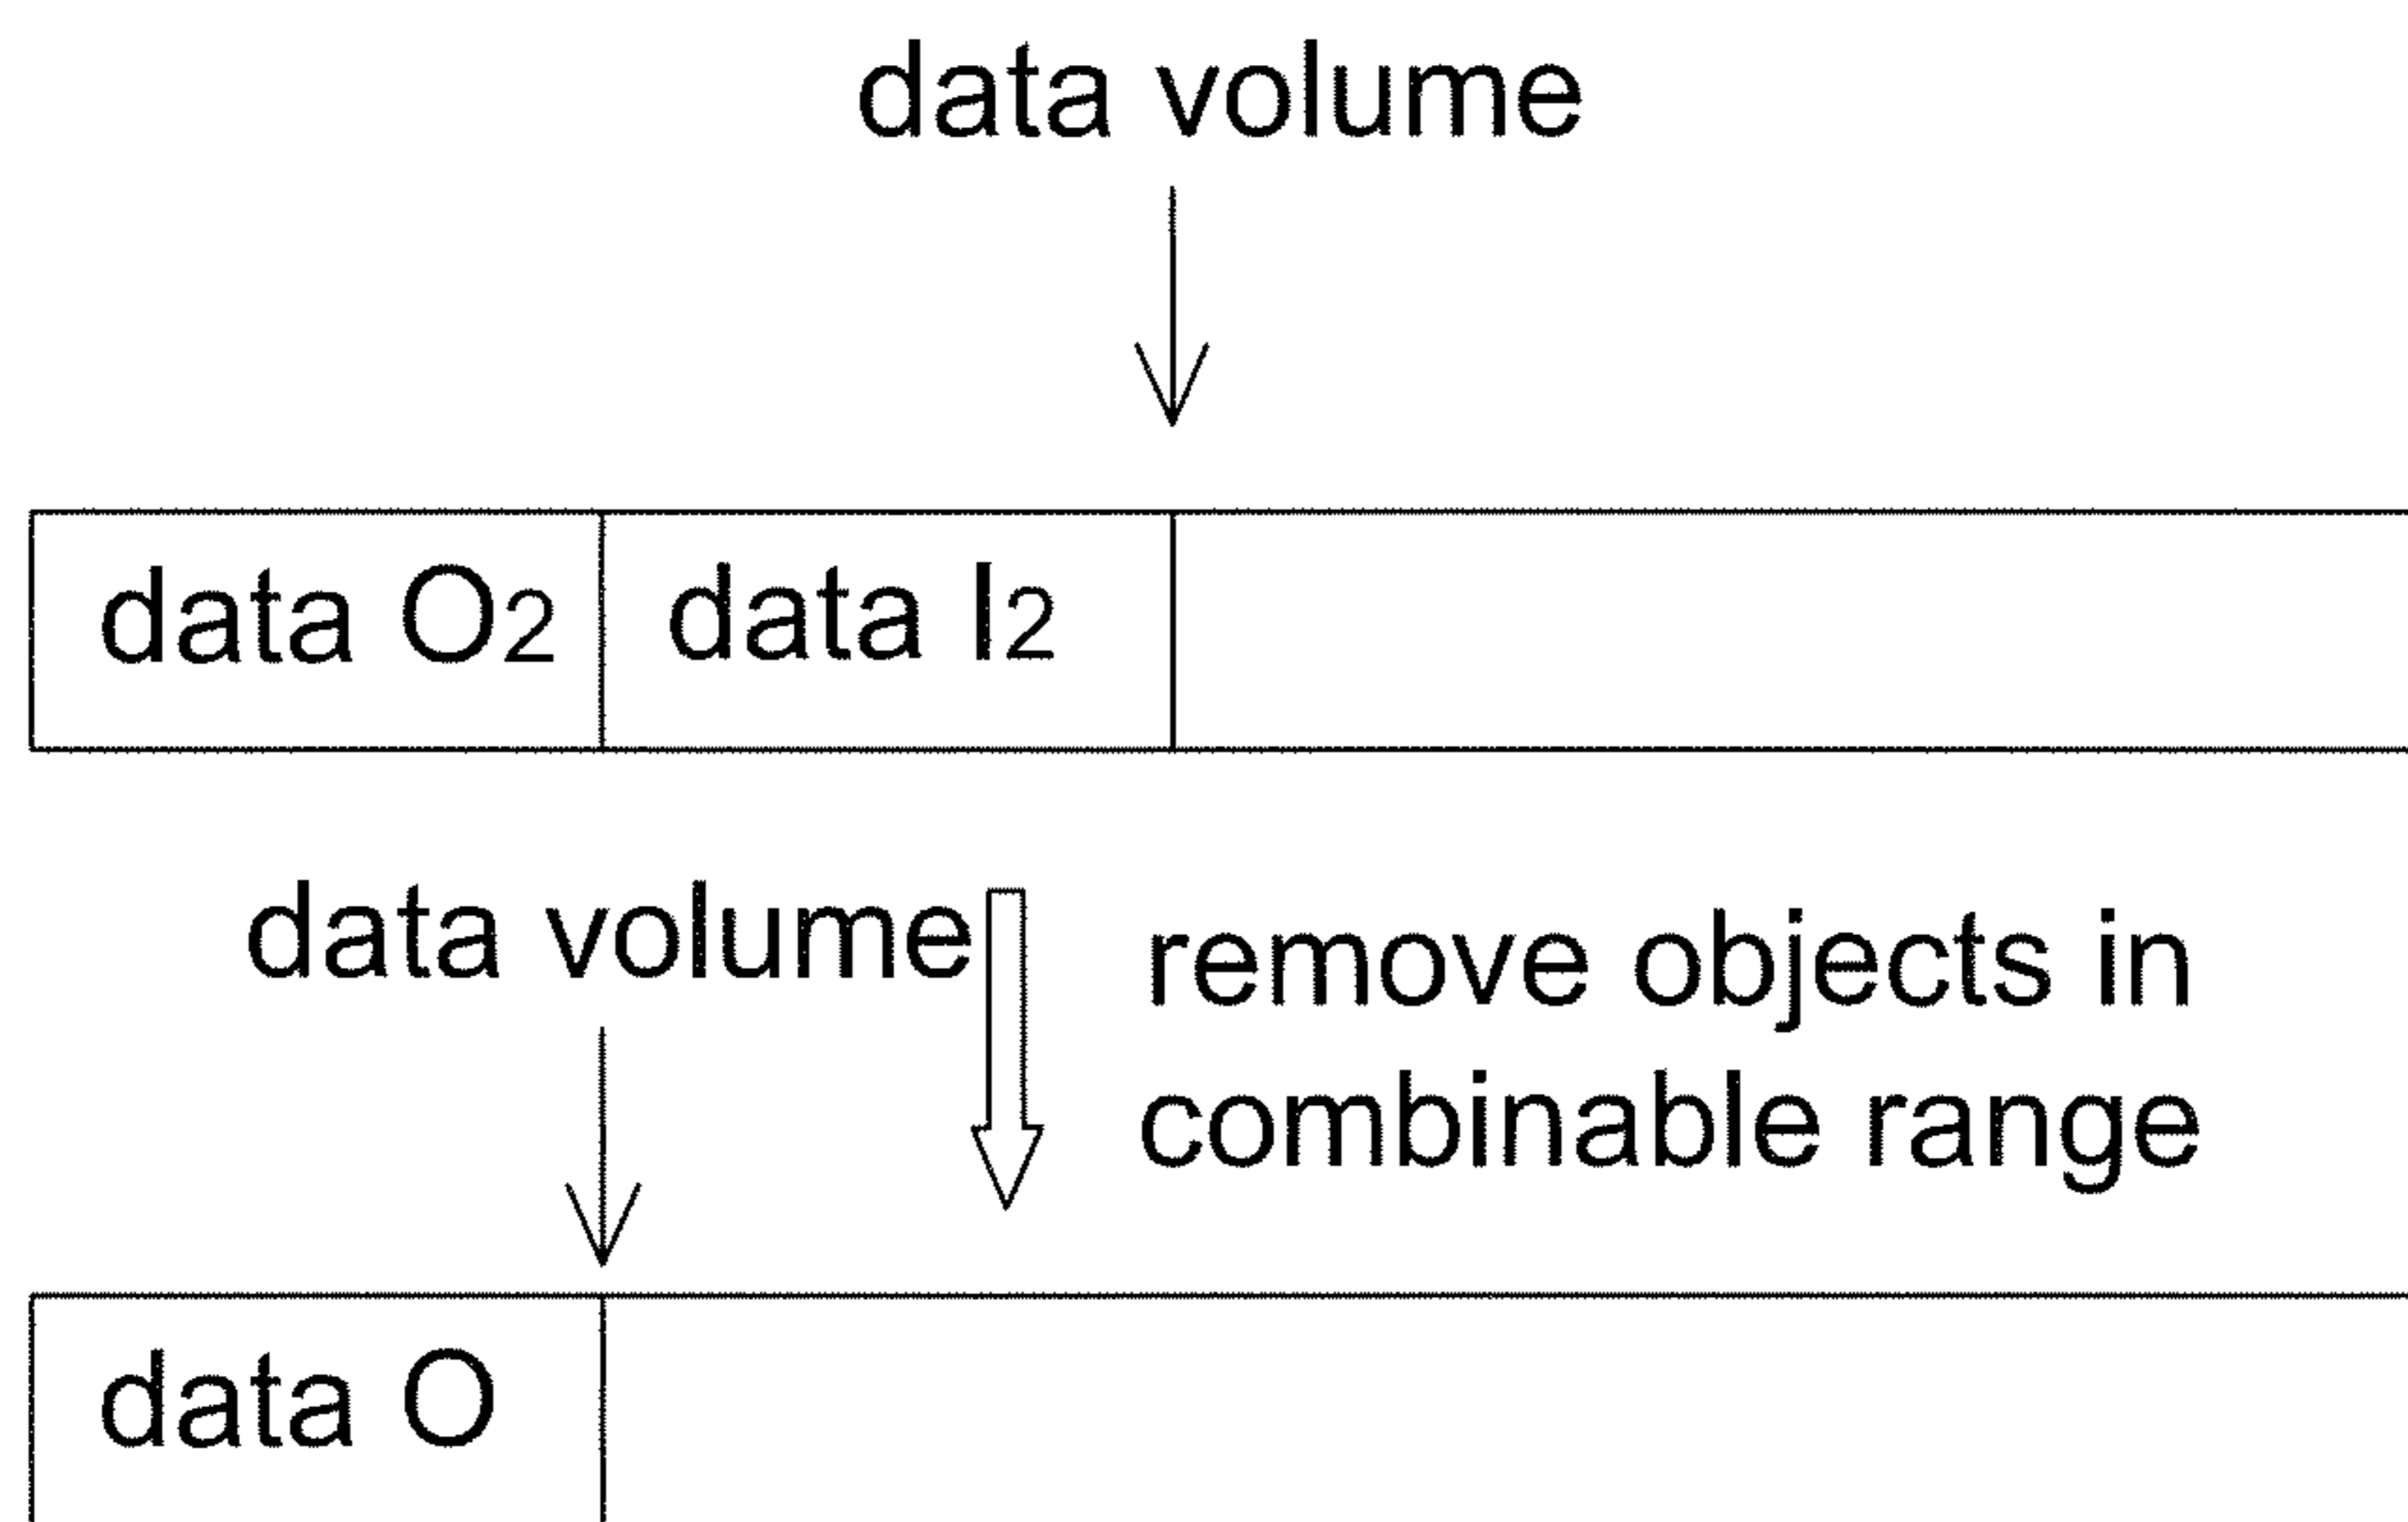 data volume
data O2 data I2
data volume
remove objects in
combinable range
data O